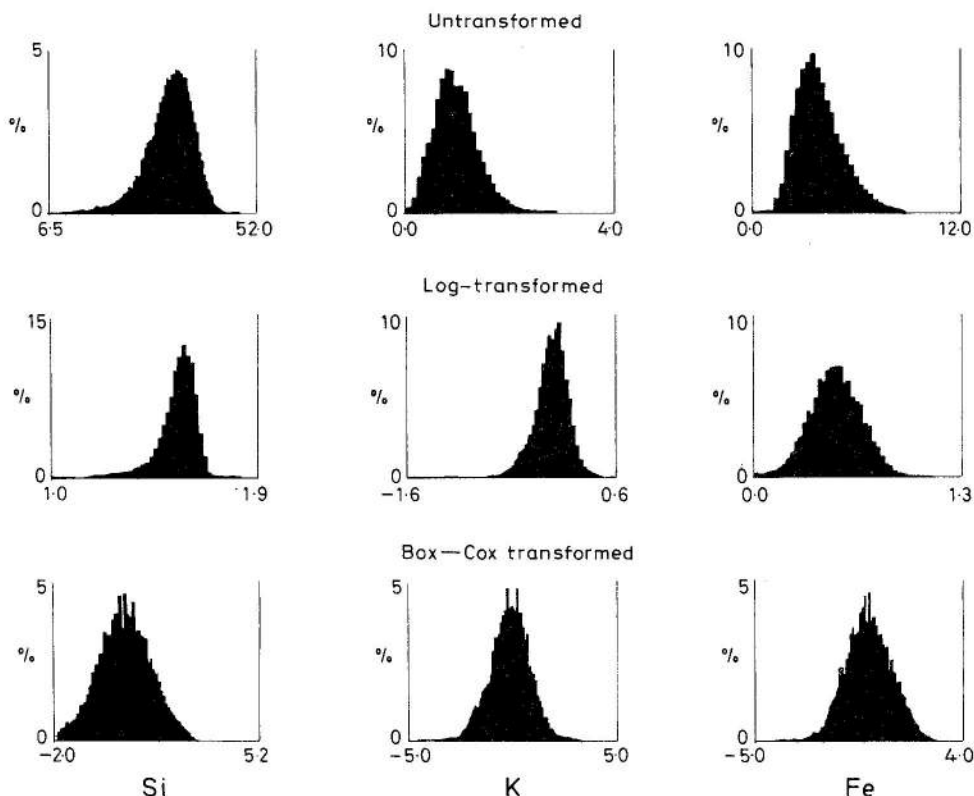 Untransformed
5 10 10
% % %
0 0 0
6·5 52·0 0·0 4·0 0·0 12·0
Log-transformed
15 10 10
% % %
0 0 0
1·0 1·9 -1·6 0·6 0·0 1·3
Box-Cox transformed
5 5 5
% % %
0 0 0
-2·0 5·2 -5·0 5·0 -5·0 4·0
Si K Fe